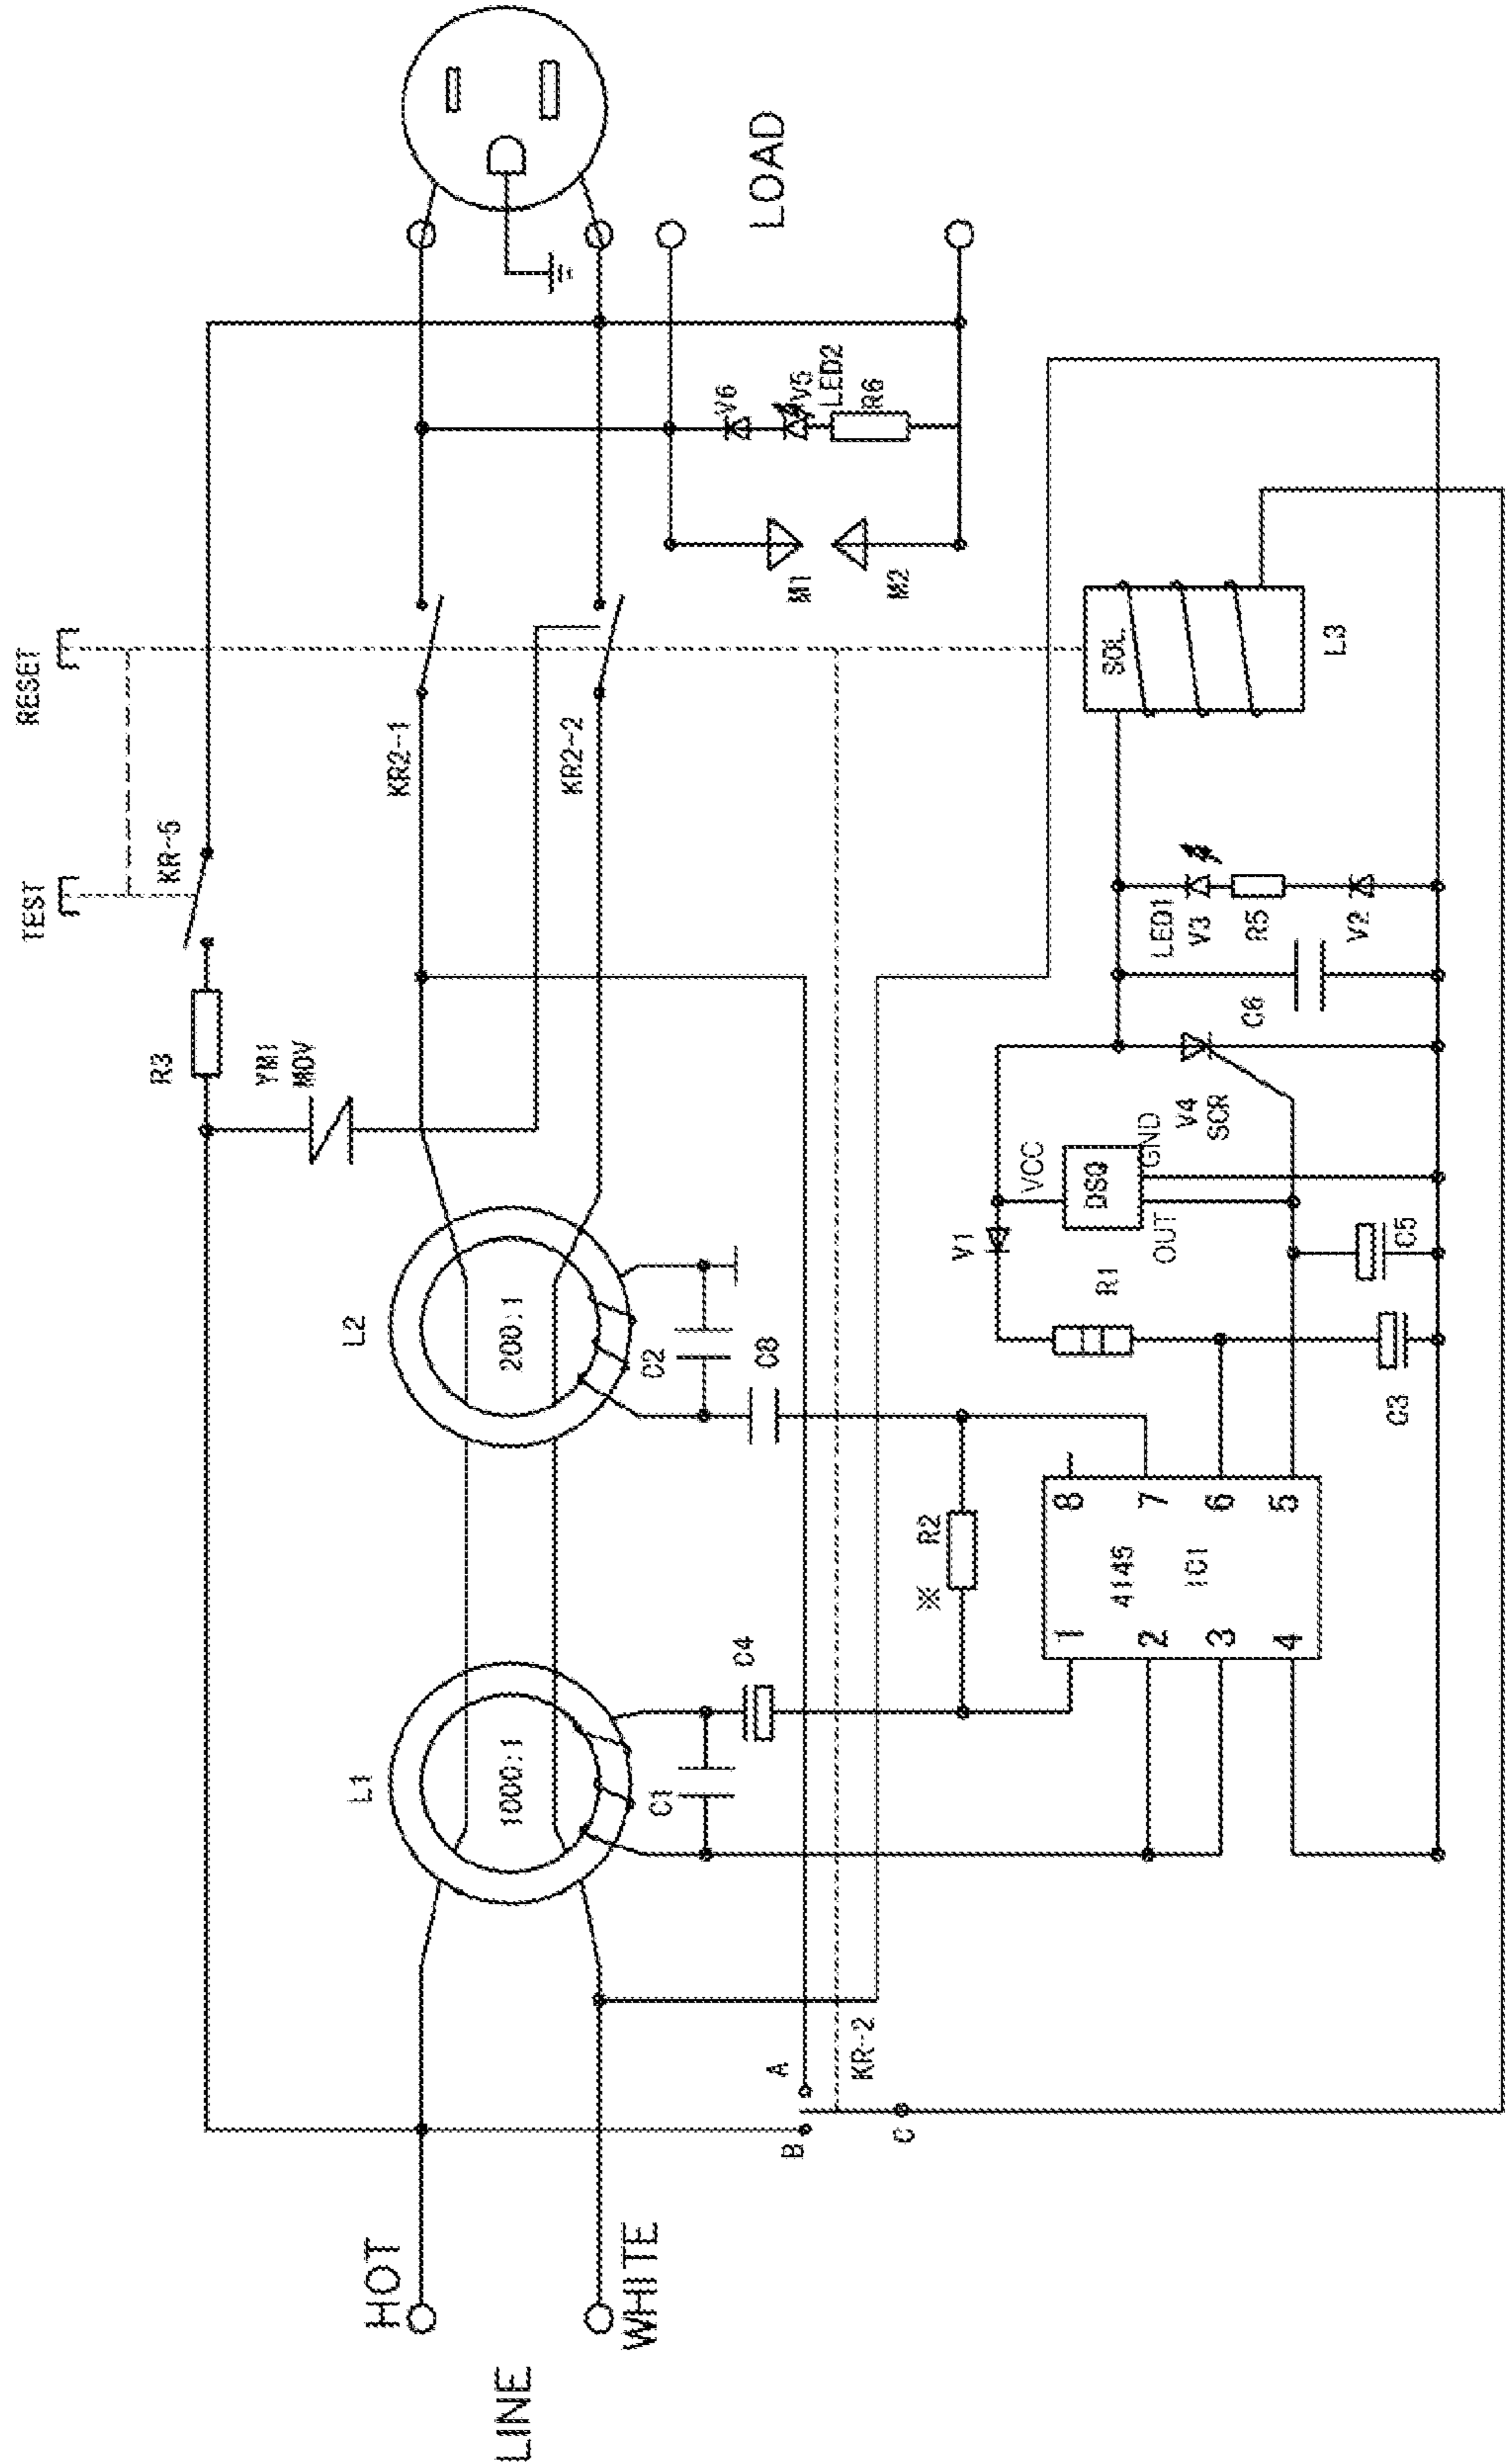 RESET
TEST
KR-5
R3
YM1
MOV
KR2-1
KR2-2
LOAD
V6
V5
LED2
R6
M1
M2
L2
200:1
C2
C8
L1
1000:1
C1
C4
HOT
WHITE
LINE
A
B
C
KR-2
※ R2
4145
IC1
1
2
3
4
8
7
6
5
V1
R1
VCC
DSQ
GND
OUT
V4
SCR
C6
LED1
V3
R5
V2
SOL
L3
C5
C3